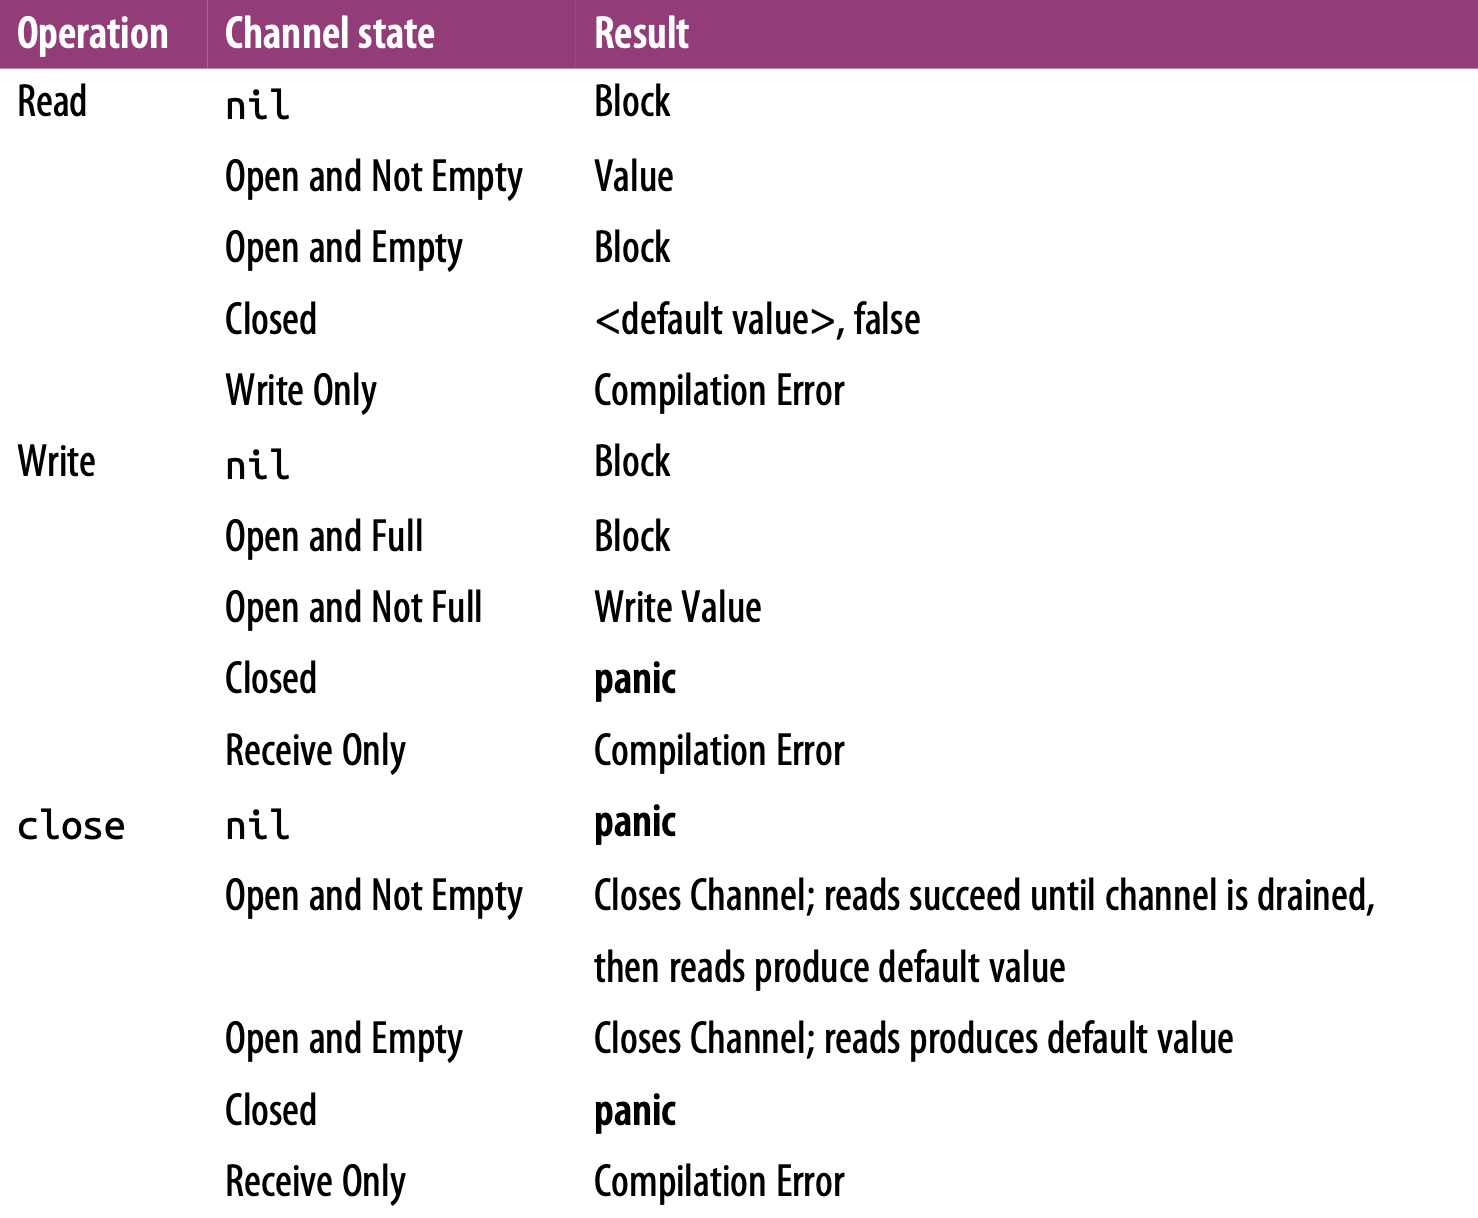 Operation Channel state Result
Read nil Block
Open and Not Empty Value
Open and Empty Block
Closed <default value>, false
Write Only Compilation Error
Write nil Block
Open and Full Block
Open and Not Full Write Value
Closed panic
Receive Only Compilation Error
close nil panic
Open and Not Empty Closes Channel; reads succeed until channel is drained,
then reads produce default value
Open and Empty Closes Channel; reads produces default value
Closed panic
Receive Only Compilation Error